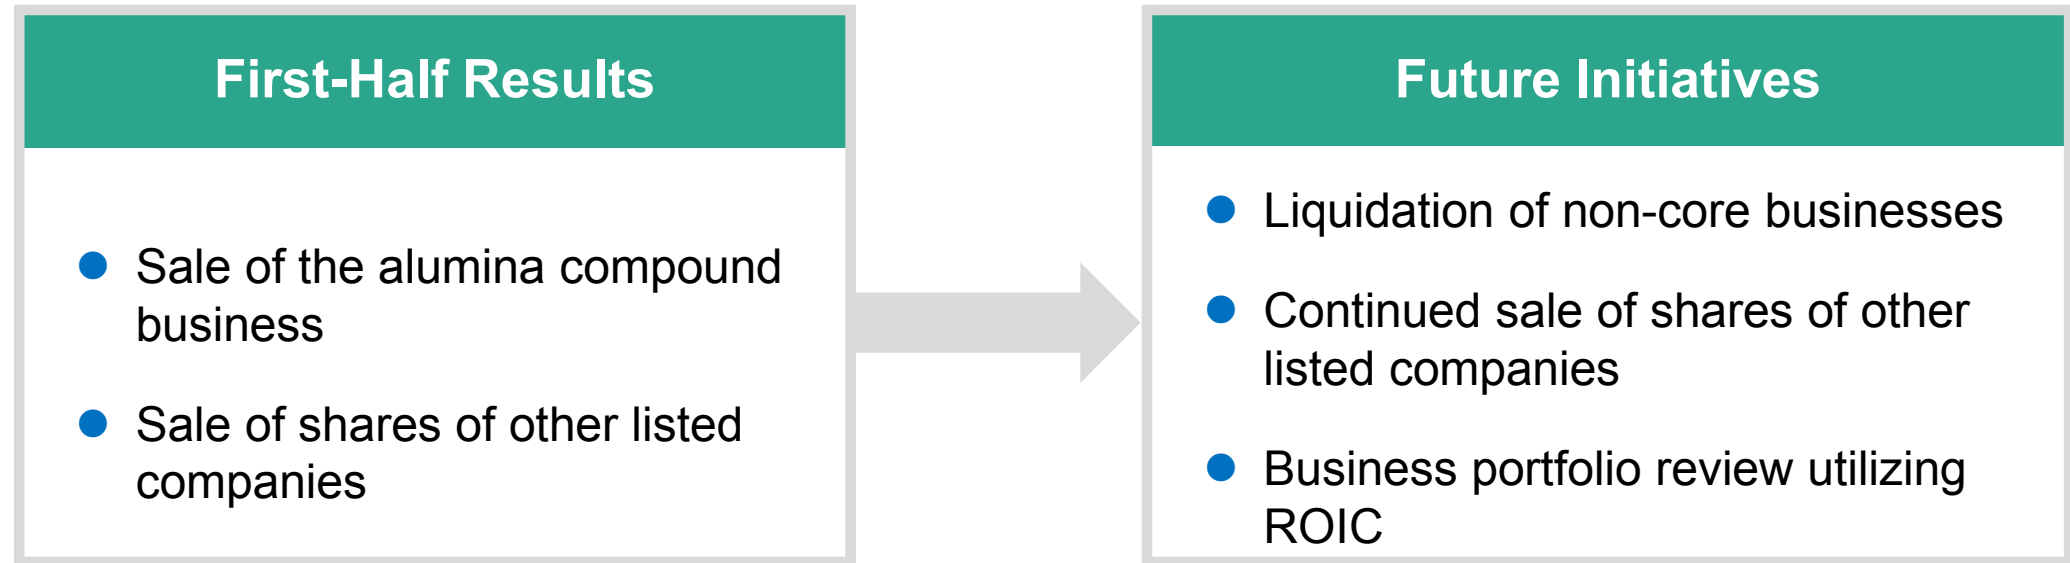 First-Half Results
● Sale of the alumina compound
business
● Sale of shares of other listed
companies
Future Initiatives
● Liquidation of non-core businesses
● Continued sale of shares of other
listed companies
● Business portfolio review utilizing
ROIC